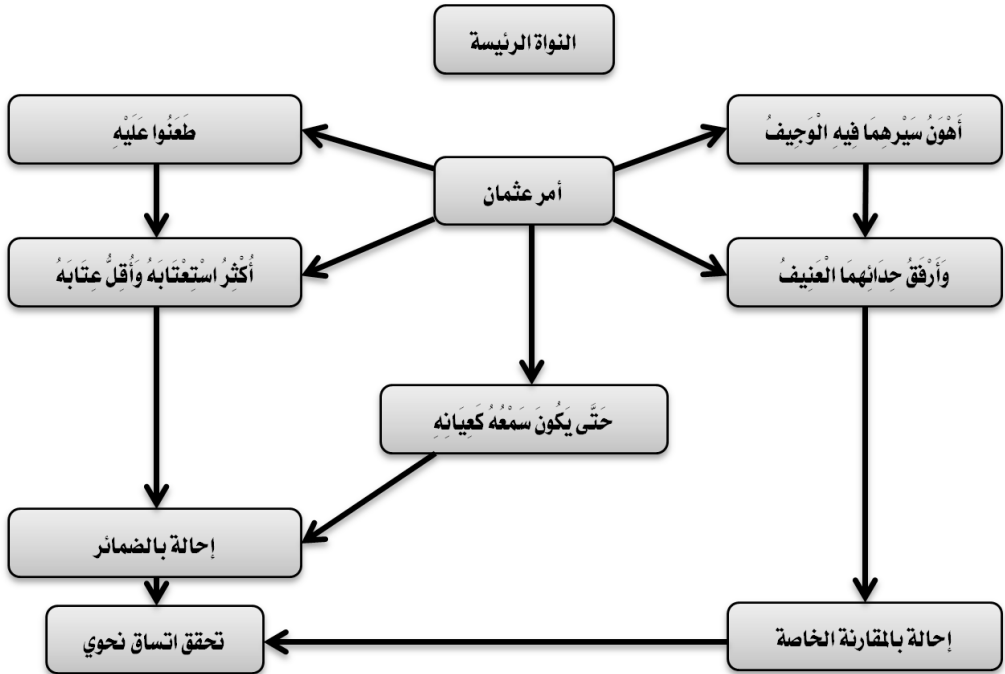 النواة الرئيسة
أَهْوَنُ سَيْرِهِمَا فِيهِ الْوَجِيفُ
طَعَنُوا عَلَيْهِ
أمر عثمان
وَأَرْفَقُ حِدَائِهِمَا الْعَنِيفُ
أُكْثِرُ اسْتِعْتَابَهُ وَأُقِلُّ عِتَابَهُ
حَتَّى يَكُونَ سَمْعُهُ كَعِيَانِهِ
إحالة بالضمائر
إحالة بالمقارنة الخاصة
تحقق اتساق نحوي